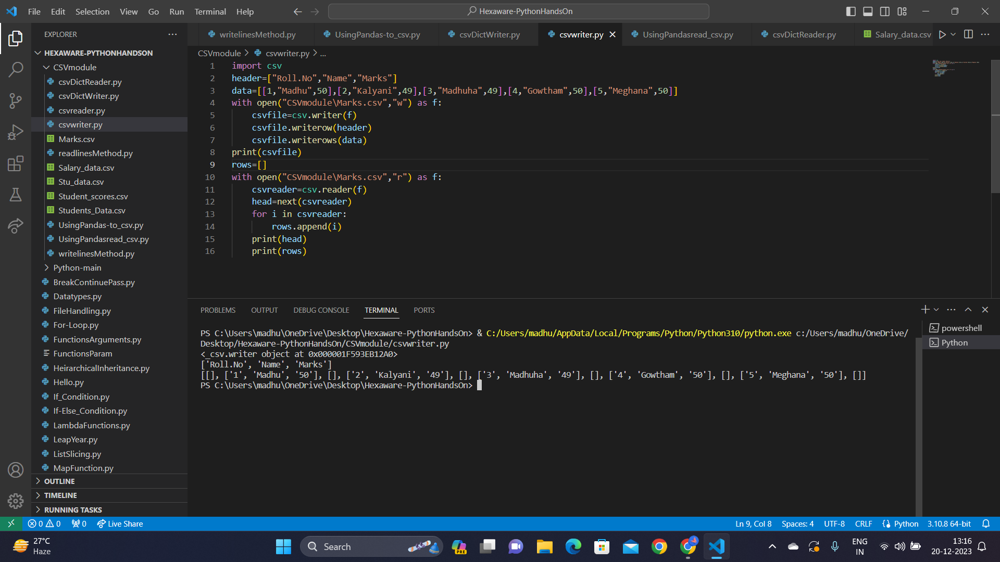 File Edit Selection View Go Run Terminal Help
Hexaware-PythonHandsOn
EXPLORER
HEXAWARE-PYTHONHANDSON
CSVmodule
csvDictReader.py
csvDictWriter.py
csvreader.py
csvwriter.py
Marks.csv
readlinesMethod.py
Salary_data.csv
Stu_data.csv
Student_scores.csv
Students_Data.csv
UsingPandas-to_csv.py
UsingPandasread_csv.py
writelinesMethod.py
Python-main
BreakContinuePass.py
Datatypes.py
FileHandling.py
For-Loop.py
FunctionsArguments.py
FunctionsParam
HeirarchicalInheritance.py
Hello.py
If_Condition.py
If-Else_Condition.py
LambdaFunctions.py
LeapYear.py
ListSlicing.py
MapFunction.py
OUTLINE
TIMELINE
RUNNING TASKS
writelinesMethod.py UsingPandas-to_csv.py csvDictWriter.py csvwriter.py UsingPandasread_csv.py csvDictReader.py Salary_data.csv
CSVmodule > csvwriter.py > ...
1 import csv
2 header=["Roll.No","Name","Marks"]
3 data=[[1,"Madhu",50],[2,"Kalyani",49],[3,"Madhuha",49],[4,"Gowtham",50],[5,"Meghana",50]]
4 with open("CSVmodule\Marks.csv","w") as f:
5 csvfile=csv.writer(f)
6 csvfile.writerow(header)
7 csvfile.writerows(data)
8 print(csvfile)
9 rows=[]
10 with open("CSVmodule\Marks.csv","r") as f:
11 csvreader=csv.reader(f)
12 head=next(csvreader)
13 for i in csvreader:
14 rows.append(i)
15 print(head)
16 print(rows)
PROBLEMS OUTPUT DEBUG CONSOLE TERMINAL PORTS
PS C:\Users\madhu\OneDrive\Desktop\Hexaware-PythonHandsOn> & C:/Users/madhu/AppData/Local/Programs/Python/Python310/python.exe c:/Users/madhu/OneDrive/
Desktop/Hexaware-PythonHandsOn/CSVmodule/csvwriter.py
<_csv.writer object at 0x000001F593EB12A0>
['Roll.No', 'Name', 'Marks']
[[], ['1', 'Madhu', '50'], [], ['2', 'Kalyani', '49'], [], ['3', 'Madhuha', '49'], [], ['4', 'Gowtham', '50'], [], ['5', 'Meghana', '50'], []]
PS C:\Users\madhu\OneDrive\Desktop\Hexaware-PythonHandsOn>
powershell
Python
0 0 0 Live Share Ln 9, Col 8 Spaces: 4 UTF-8 CRLF Python 3.10.8 64-bit
27°C
Haze
Search
PRE
ENG
IN
13:16
20-12-2023